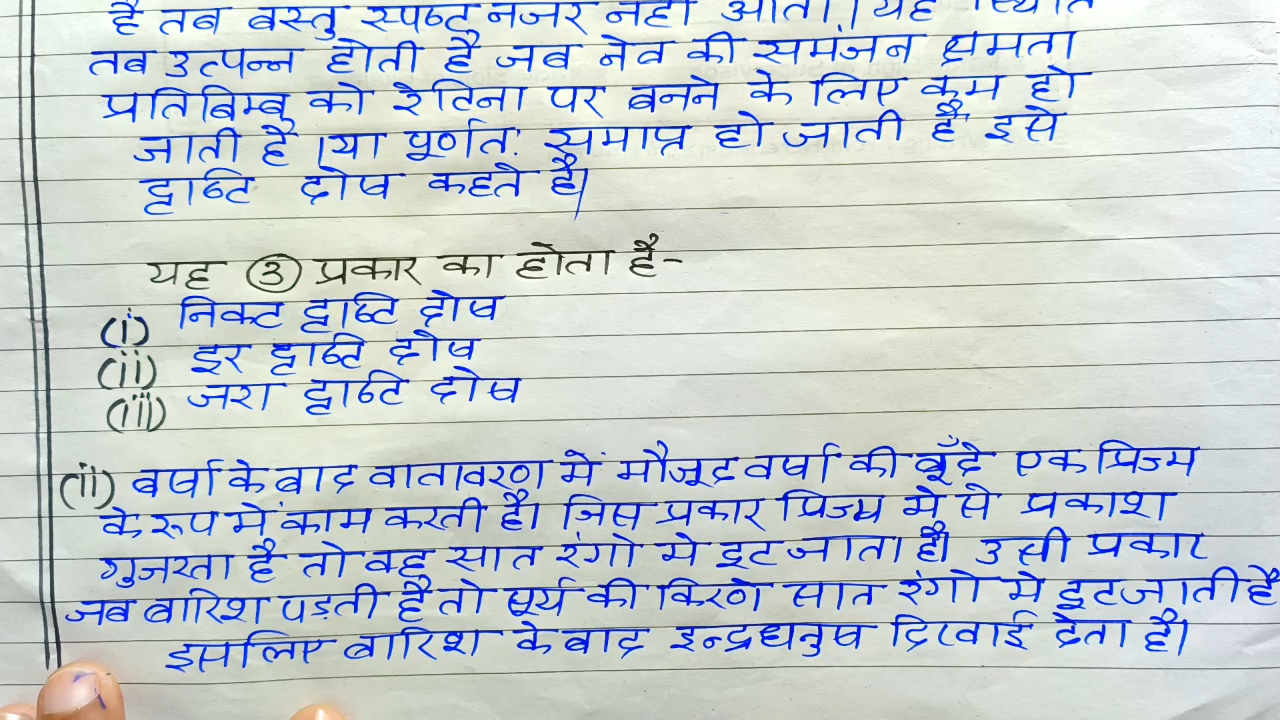 है तब वस्तु स्पष्ट नजर नहीं आती। यह स्थिति
तब उत्पन्न होती है जब नेत्र की समंजन क्षमता
प्रतिबिम्ब को रेटिना पर बनने के लिए कम हो
जाती है। या पूर्णत: समाप्त हो जाती है इसे
दृष्टि दोष कहते है।
यह ③ प्रकार का होता है-
(i) निकट दृष्टि दोष
(ii) दूर दृष्टि दोष
(iii) जरा दृष्टि दोष
(ii) वर्षा के बाद वातावरण में मौजूद वर्षा की बूँदे एक प्रिज्म
के रूप में काम करती है। जिस प्रकार प्रिज्म मे से प्रकाश
गुजरता है तो वह सात रंगो मे टूट जाता है। उसी प्रकार
जब बारिश पड़ती है तो सूर्य की किरणे सात रंगो मे टूट जाती है
इसलिए बारिश के बाद इन्द्रधनुष दिखाई देता है।